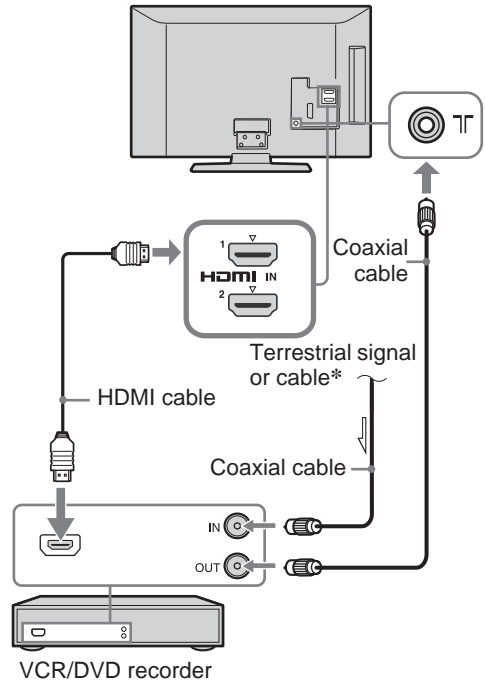 Coaxial
cable
1
HDMI IN
2
Terrestrial signal
or cable*
HDMI cable
Coaxial cable
IN
OUT
VCR/DVD recorder